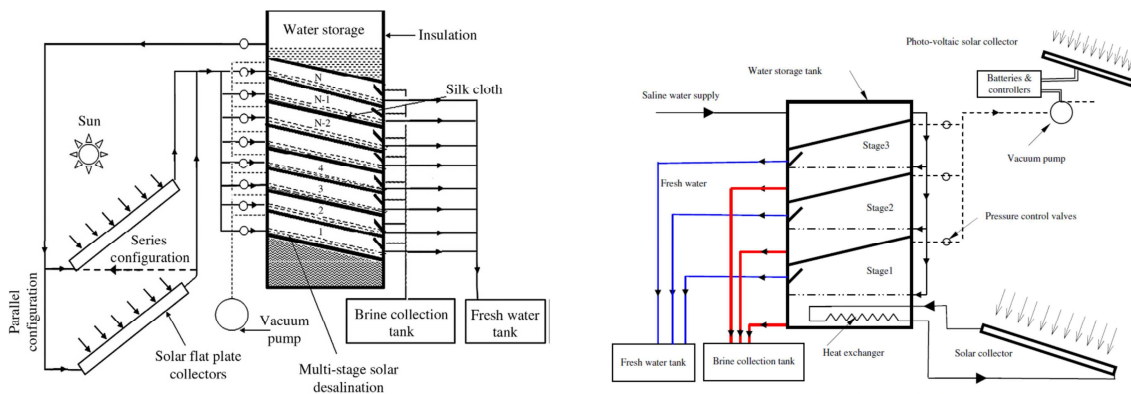 Water storage
Insulation
N
N-1
N-2
4
3
2
1
Silk cloth
Sun
Series
configuration
Parallel
configuration
Vacuum
pump
Solar flat plate
collectors
Multi-stage solar
desalination
Brine collection
tank
Fresh water
tank
Photo-voltaic solar collector
Water storage tank
Batteries &
controllers
Saline water supply
Vacuum pump
Stage3
Fresh water
Stage2
Pressure control valves
Stage1
Fresh water tank
Brine collection tank
Heat exchanger
Solar collector